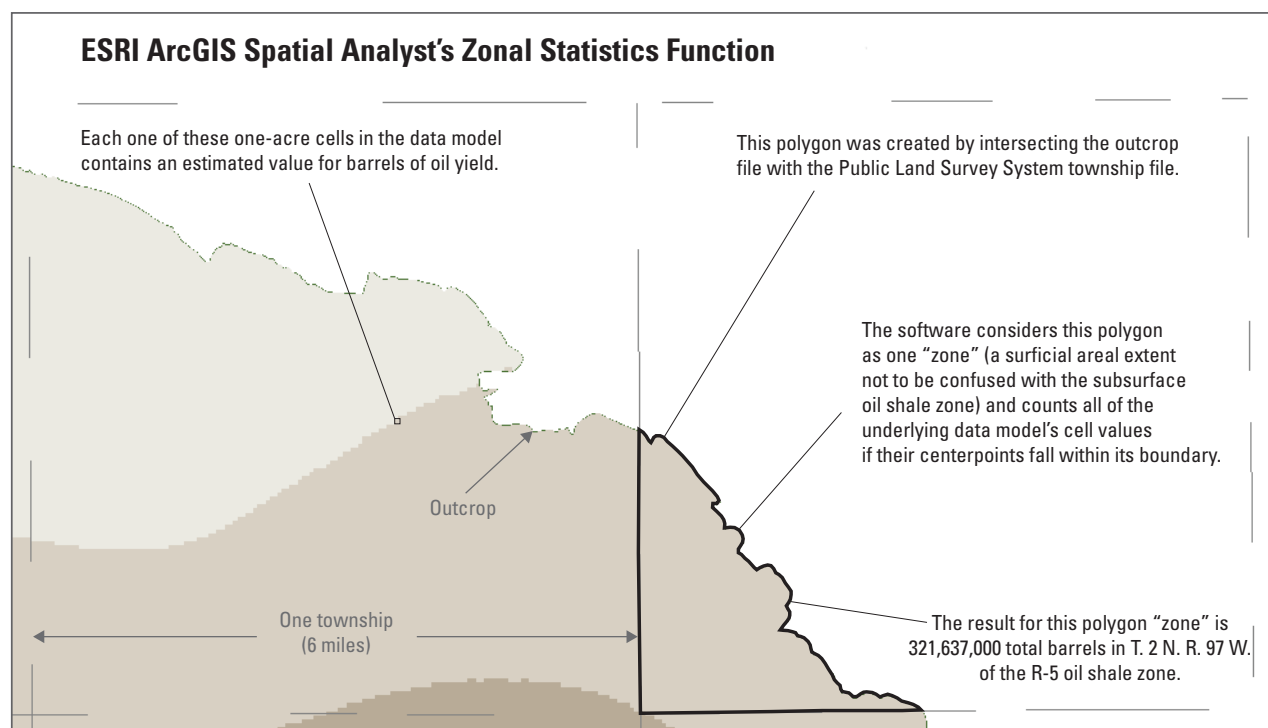 ESRI ArcGIS Spatial Analyst's Zonal Statistics Function
Each one of these one-acre cells in the data model
contains an estimated value for barrels of oil yield.
This polygon was created by intersecting the outcrop
file with the Public Land Survey System township file.
The software considers this polygon
as one “zone” (a surficial areal extent
not to be confused with the subsurface
oil shale zone) and counts all of the
underlying data model's cell values
if their centerpoints fall within its boundary.
Outcrop
One township
(6 miles)
The result for this polygon “zone” is
321,637,000 total barrels in T. 2 N. R. 97 W.
of the R-5 oil shale zone.